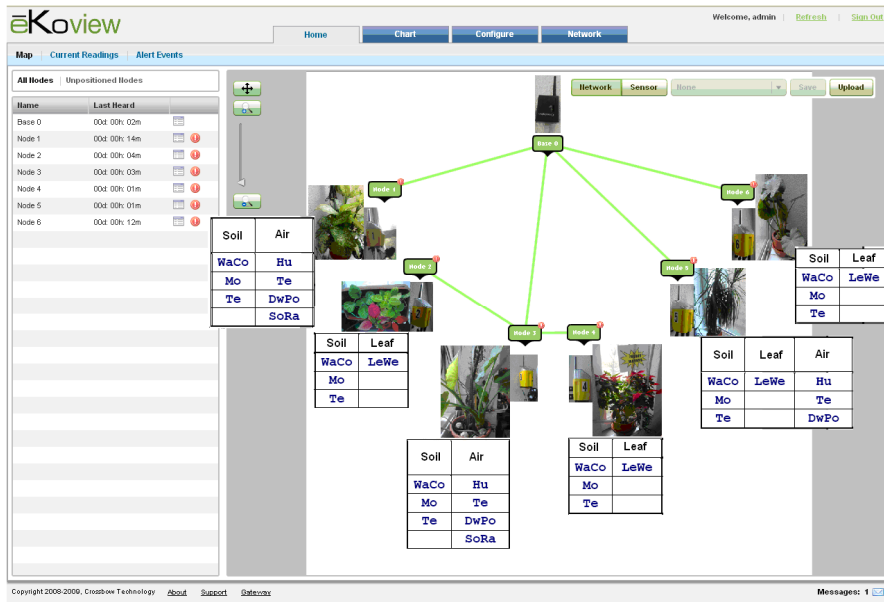 ēKoview
Welcome, admin | Refresh | Sign Out
Home Chart Configure Network
Map Current Readings Alert Events
All Nodes | Unpositioned Nodes
Name Last Heard
Base 0 00d: 00h: 02m
Node 1 00d: 00h: 14m
Node 2 00d: 00h: 04m
Node 3 00d: 00h: 03m
Node 4 00d: 00h: 01m
Node 5 00d: 00h: 01m
Node 6 00d: 00h: 12m
Network Sensor None Save Upload
Base 0
Node 1
Node 6
Node 2
Node 5
Node 3
Node 4
Soil Air
WaCo Hu
Mo Te
Te DwPo
SoRa
Soil Leaf
WaCo LeWe
Mo
Te
Soil Leaf
WaCo LeWe
Mo
Te
Soil Leaf Air
WaCo LeWe Hu
Mo Te
Te DwPo
Soil Air
WaCo Hu
Mo Te
Te DwPo
SoRa
Soil Leaf
WaCo LeWe
Mo
Te
1
2
4
5
6
Copyright 2008-2009, Crossbow Technology About Support Gateway
Messages: 1